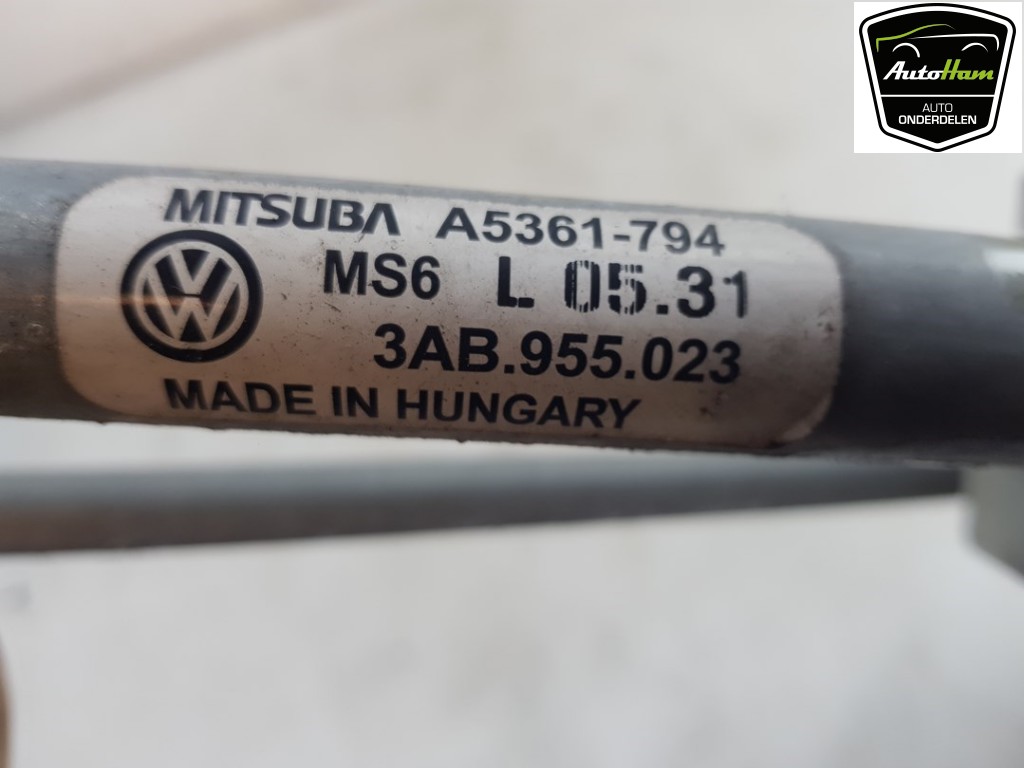 AutoHam
AUTO
ONDERDELEN
MITSUBA A5361-794
MS6 L 05.31
3AB.955.023
MADE IN HUNGARY